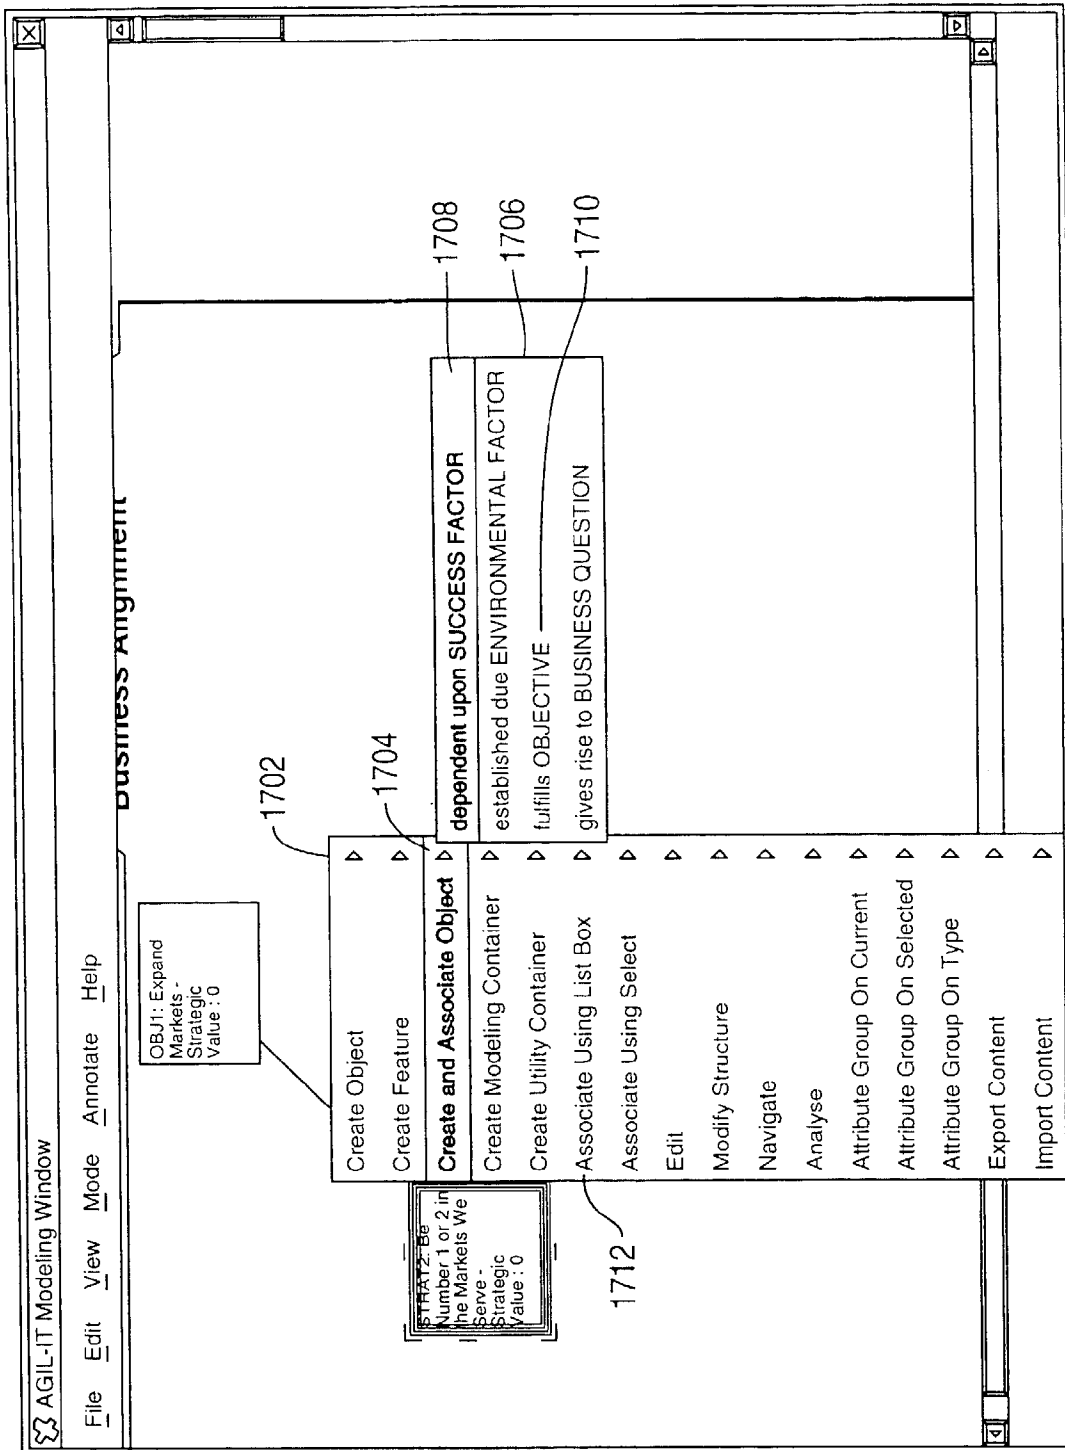 AGIL-IT Modeling Window
File Edit View Mode Annotate Help
Business Alignment
OBJ1: Expand
Markets -
Strategic
Value : 0
1702
Create Object
Create Feature
1704
Create and Associate Object
Create Modeling Container
Create Utility Container
Associate Using List Box
Associate Using Select
Edit
Modify Structure
Navigate
Analyse
Attribute Group On Current
Attribute Group On Selected
Attribute Group On Type
Export Content
Import Content
1708
dependent upon SUCCESS FACTOR
1706
established due ENVIRONMENTAL FACTOR
fulfills OBJECTIVE
1710
gives rise to BUSINESS QUESTION
STRAT2: Be
Number 1 or 2 in
the Markets We
Serve -
Strategic
Value : 0
1712